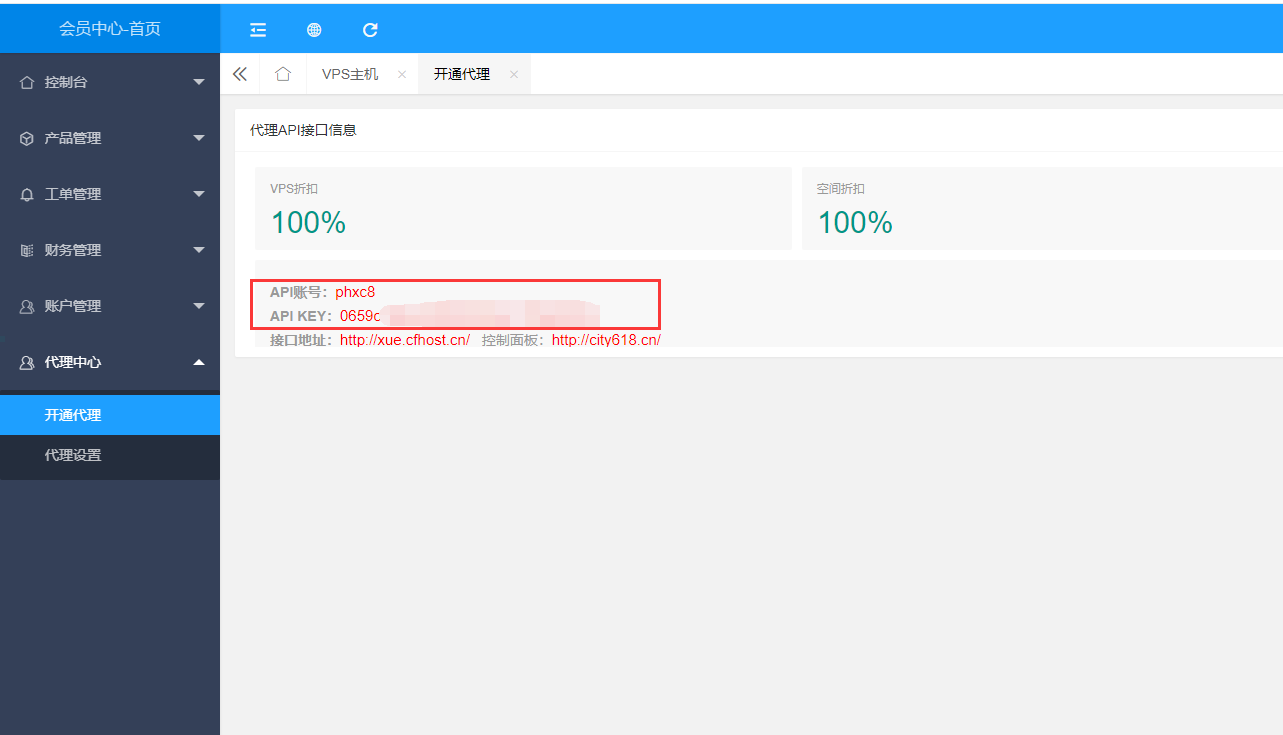 会员中心-首页
控制台
产品管理
工单管理
财务管理
账户管理
代理中心
开通代理
代理设置
VPS主机
开通代理
代理API接口信息
VPS折扣
100%
空间折扣
100%
API账号：phxc8
API KEY：0659c
接口地址：http://xue.cfhost.cn/ 控制面板：http://city618.cn/